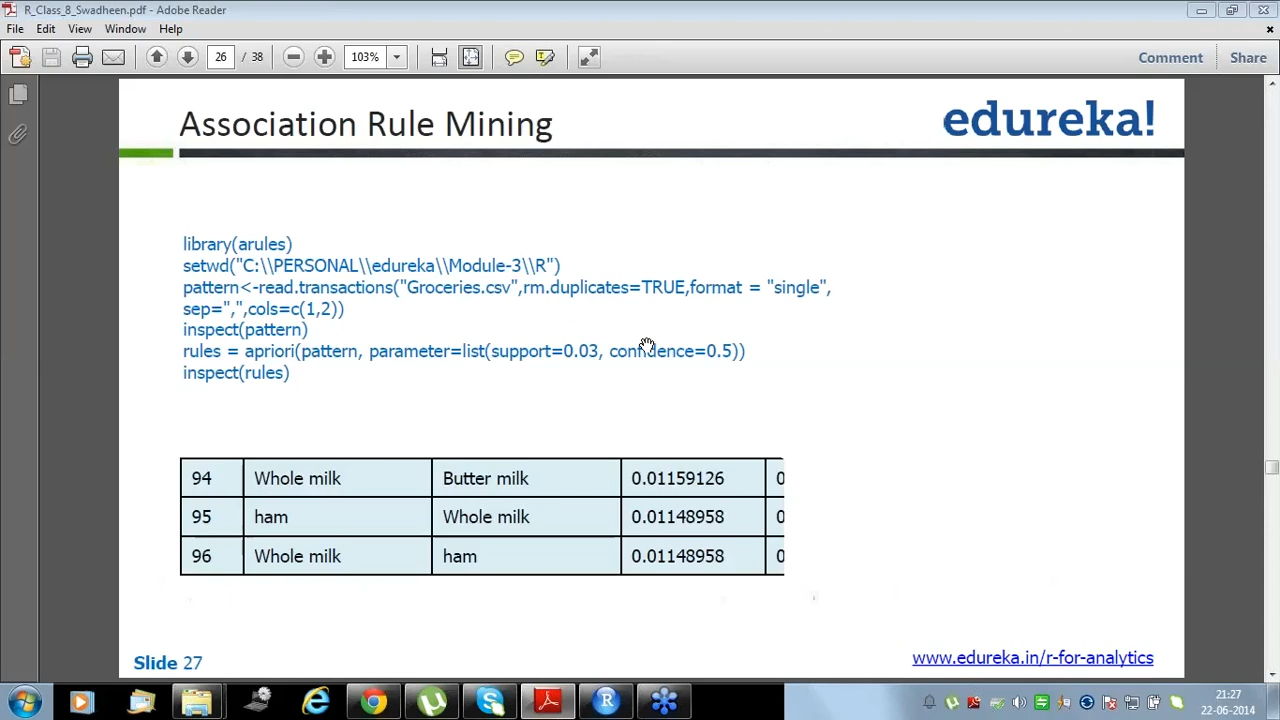 R_Class_8_Swadheen.pdf - Adobe Reader
File Edit View Window Help
26 / 38 103% Comment Share
Association Rule Mining
edureka!
library(arules)
setwd("C:\\PERSONAL\\edureka\\Module-3\\R")
pattern<-read.transactions("Groceries.csv",rm.duplicates=TRUE,format = "single",
sep=",",cols=c(1,2))
inspect(pattern)
rules = apriori(pattern, parameter=list(support=0.03, confidence=0.5))
inspect(rules)
94 Whole milk Butter milk 0.01159126 0
95 ham Whole milk 0.01148958 0
96 Whole milk ham 0.01148958 0
Slide 27
www.edureka.in/r-for-analytics
21:27
22-06-2014